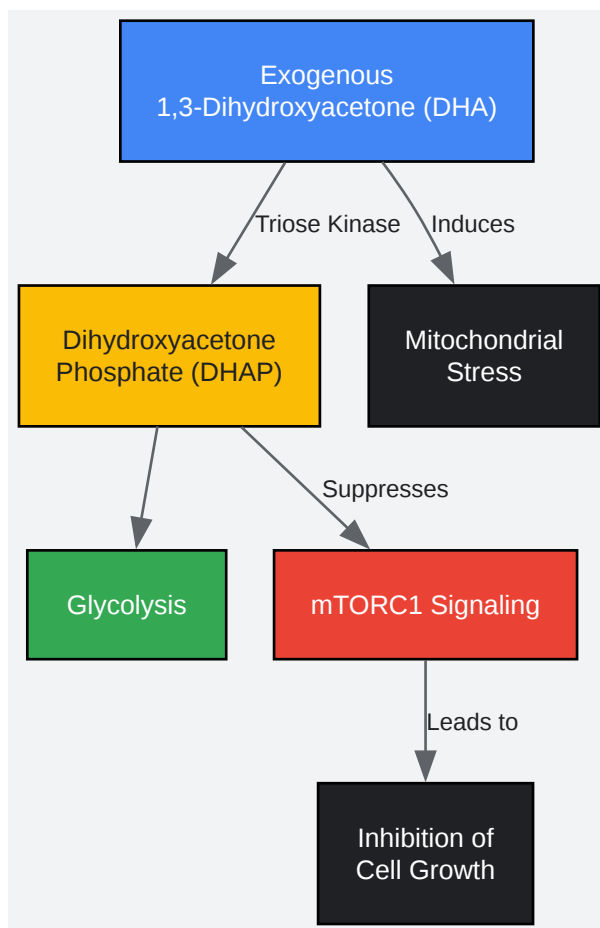 Exogenous
1,3-Dihydroxyacetone (DHA)
Triose Kinase
Induces
Dihydroxyacetone
Phosphate (DHAP)
Mitochondrial
Stress
Suppresses
Glycolysis
mTORC1 Signaling
Leads to
Inhibition of
Cell Growth